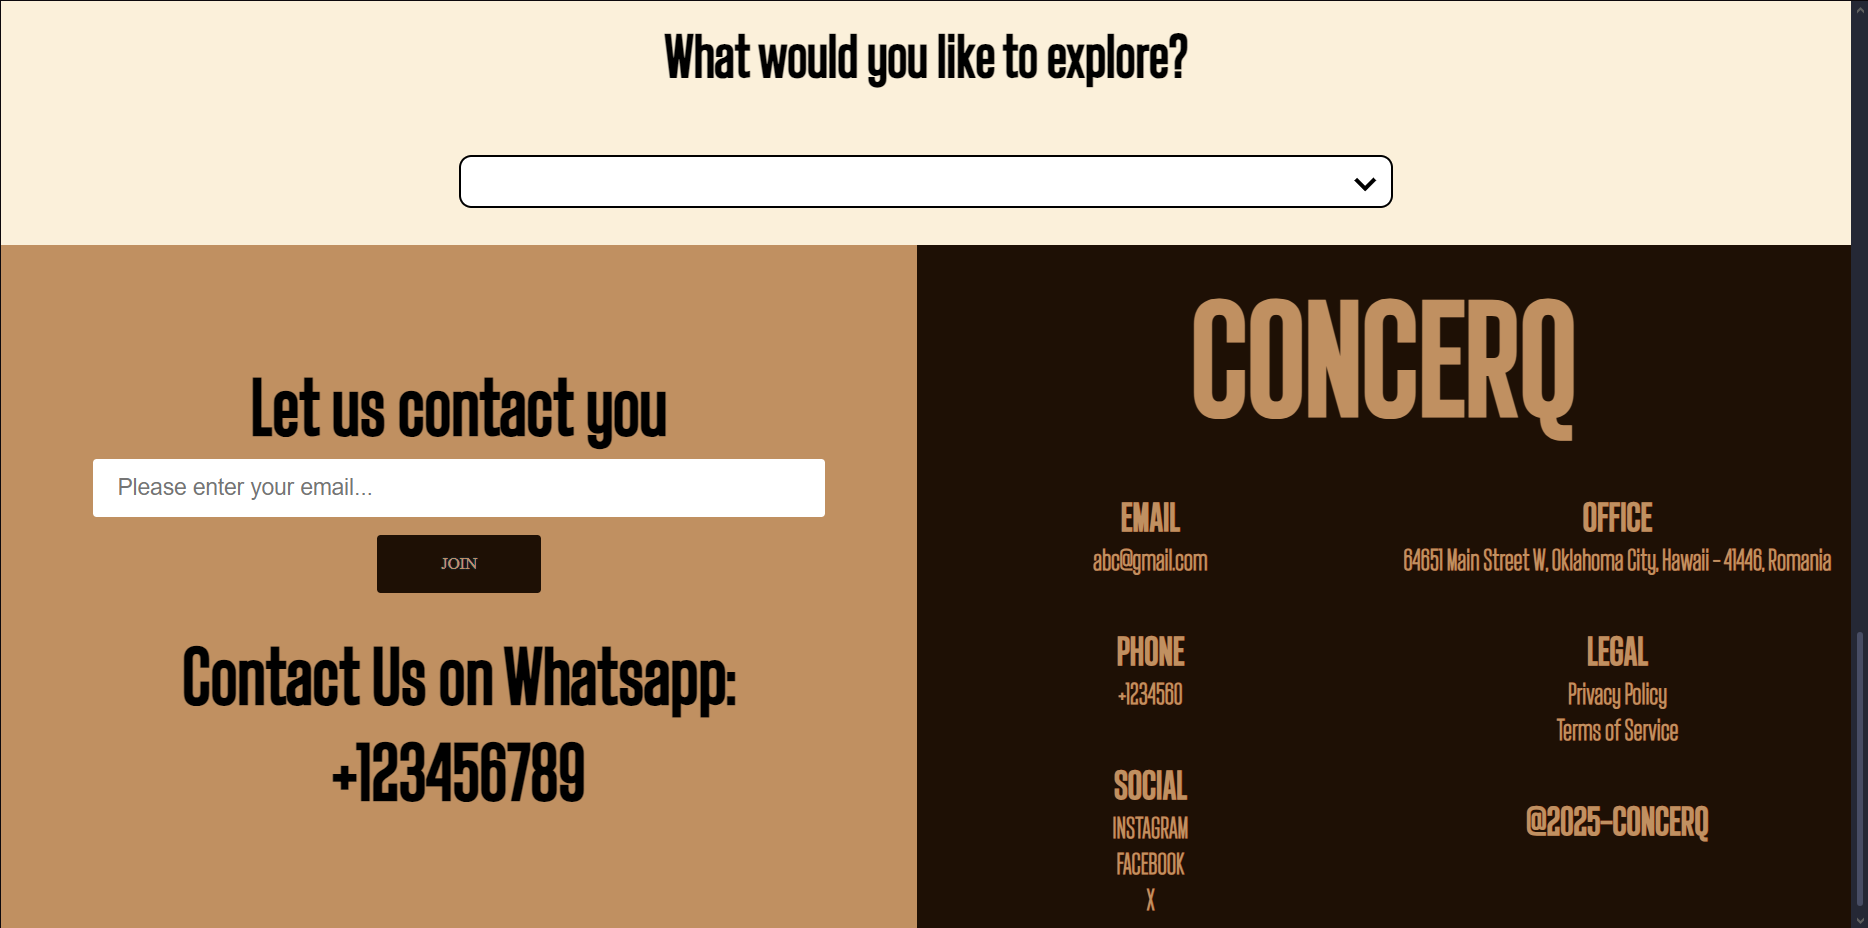 What would you like to explore?
Let us contact you
Please enter your email...
JOIN
Contact Us on Whatsapp:
+123456789
CONCERQ
EMAIL
abc@gmail.com
OFFICE
64651 Main Street W, Oklahoma City, Hawaii - 41446, Romania
PHONE
+1234560
LEGAL
Privacy Policy
Terms of Service
SOCIAL
INSTAGRAM
FACEBOOK
X
@2025-CONCERQ